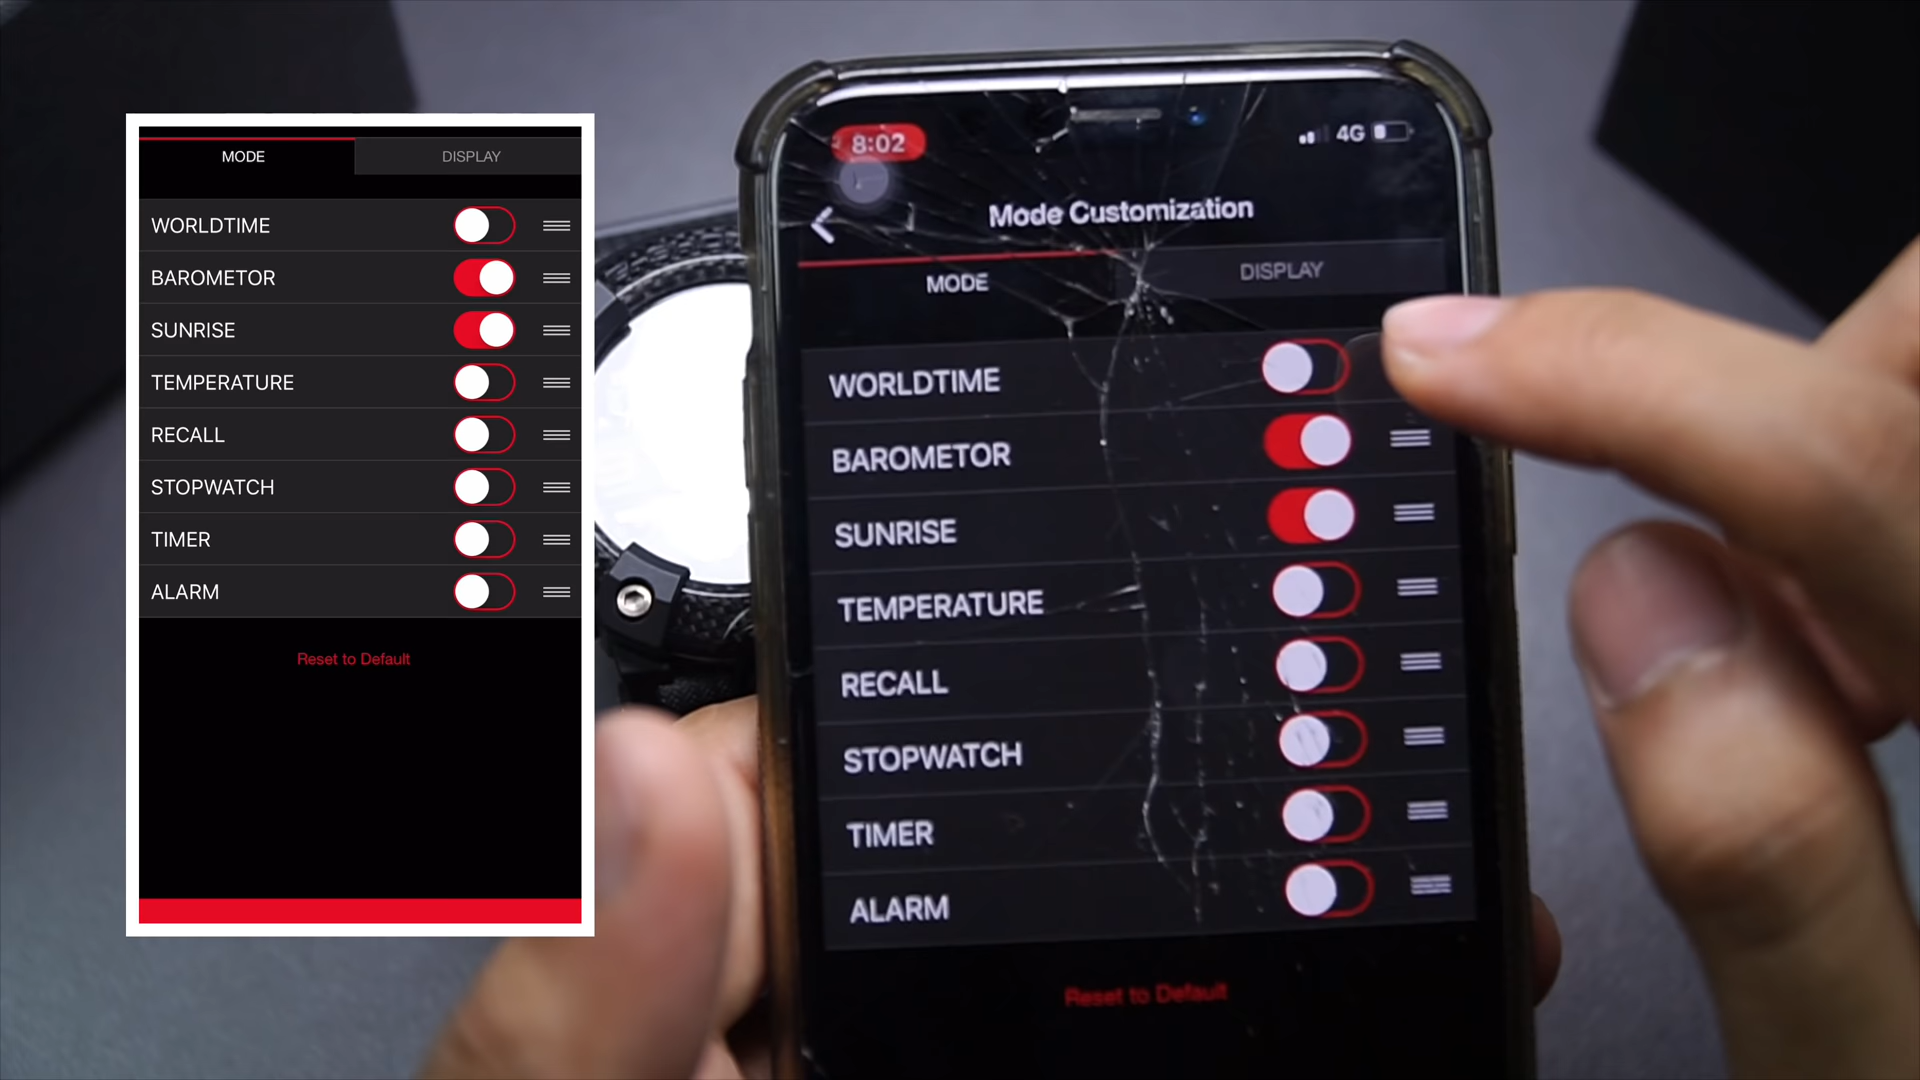 MODE DISPLAY
WORLDTIME
BAROMETOR
SUNRISE
TEMPERATURE
RECALL
STOPWATCH
TIMER
ALARM
Reset to Default
8:02 4G
Mode Customization
MODE DISPLAY
WORLDTIME
BAROMETOR
SUNRISE
TEMPERATURE
RECALL
STOPWATCH
TIMER
ALARM
Reset to Default